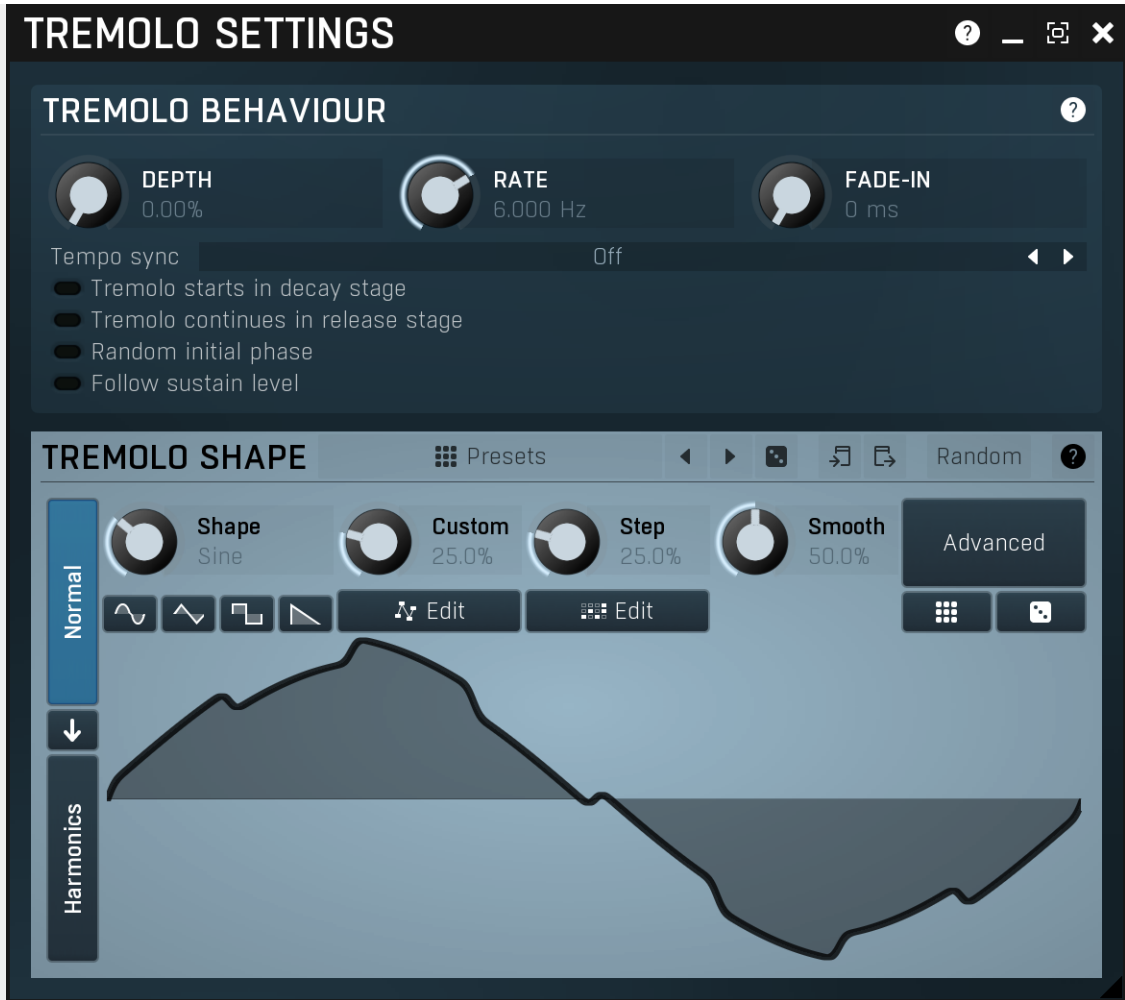 TREMOLO SETTINGS
TREMOLO BEHAVIOUR
DEPTH
0.00%
RATE
6.000 Hz
FADE-IN
0 ms
Tempo sync
Off
Tremolo starts in decay stage
Tremolo continues in release stage
Random initial phase
Follow sustain level
TREMOLO SHAPE
Presets
Random
Normal
Shape
Sine
Custom
25.0%
Step
25.0%
Smooth
50.0%
Advanced
Edit
Edit
Harmonics